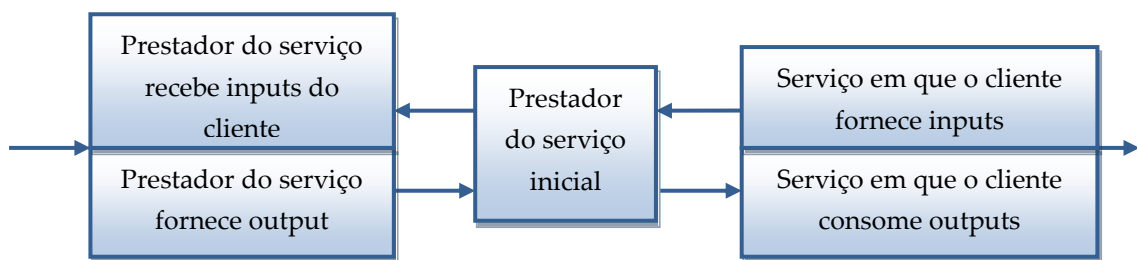 Prestador do serviço
recebe inputs do
cliente
Prestador do serviço
fornece output
Prestador
do serviço
inicial
Serviço em que o cliente
fornece inputs
Serviço em que o cliente
consome outputs